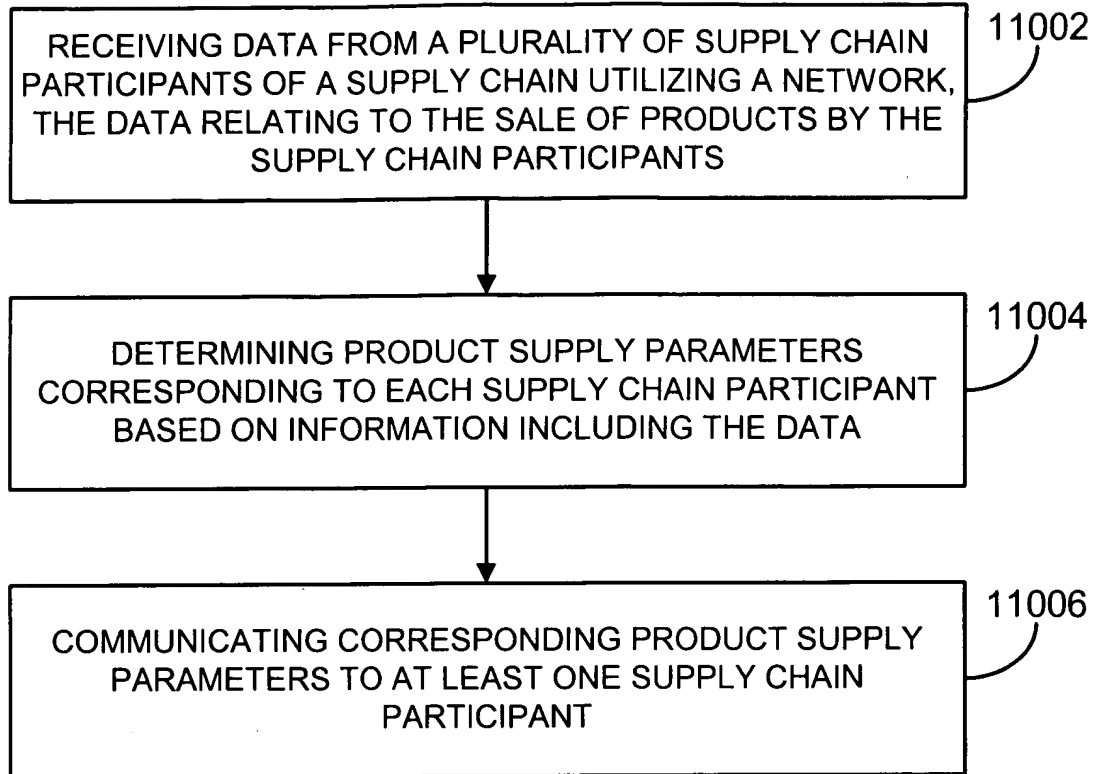 RECEIVING DATA FROM A PLURALITY OF SUPPLY CHAIN
PARTICIPANTS OF A SUPPLY CHAIN UTILIZING A NETWORK,
THE DATA RELATING TO THE SALE OF PRODUCTS BY THE
SUPPLY CHAIN PARTICIPANTS
11002
DETERMINING PRODUCT SUPPLY PARAMETERS
CORRESPONDING TO EACH SUPPLY CHAIN PARTICIPANT
BASED ON INFORMATION INCLUDING THE DATA
11004
COMMUNICATING CORRESPONDING PRODUCT SUPPLY
PARAMETERS TO AT LEAST ONE SUPPLY CHAIN
PARTICIPANT
11006